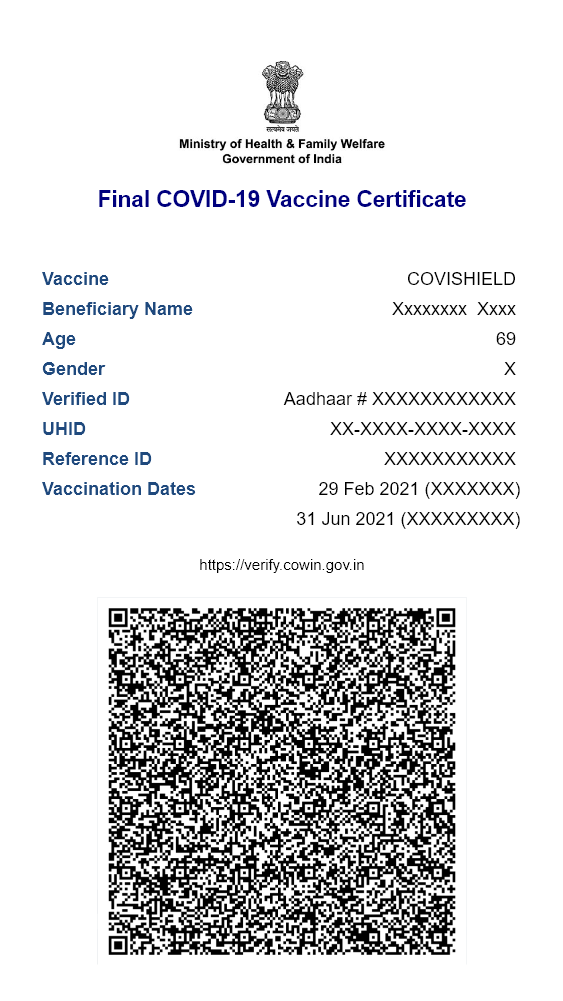 सत्यमेव जयते
Ministry of Health & Family Welfare
Government of India
Final COVID-19 Vaccine Certificate
Vaccine COVISHIELD
Beneficiary Name Xxxxxxxx Xxxx
Age 69
Gender X
Verified ID Aadhaar # XXXXXXXXXXXX
UHID XX-XXXX-XXXX-XXXX
Reference ID XXXXXXXXXXX
Vaccination Dates 29 Feb 2021 (XXXXXXX)
31 Jun 2021 (XXXXXXXXX)
https://verify.cowin.gov.in